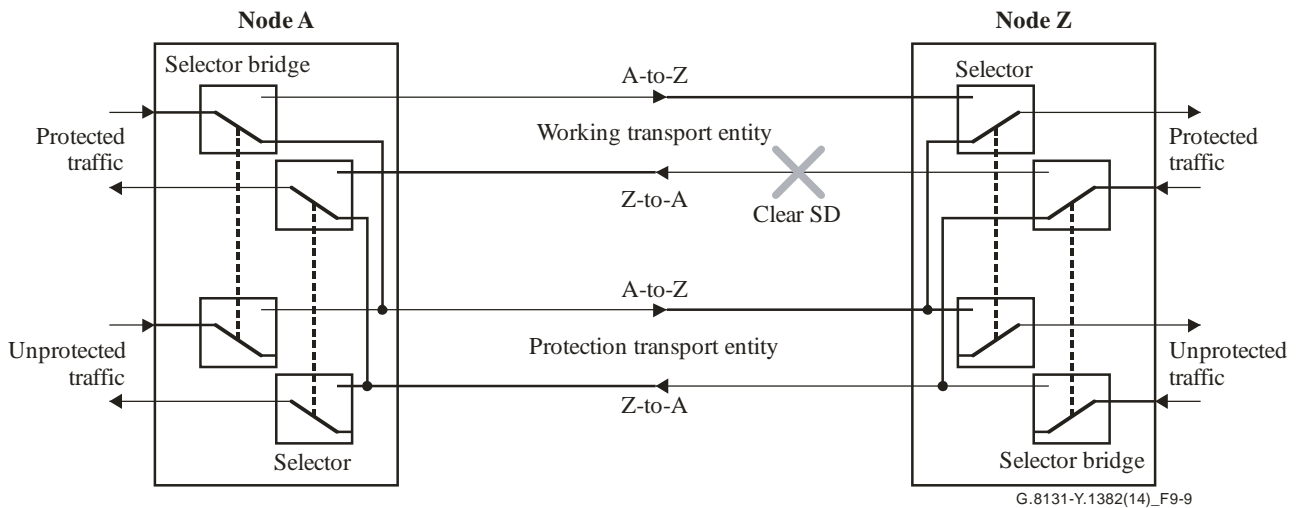 Node A
Node Z
Selector bridge
Selector
A-to-Z
Working transport entity
Protected
traffic
Protected
traffic
Z-to-A
Clear SD
A-to-Z
Protection transport entity
Unprotected
traffic
Unprotected
traffic
Z-to-A
Selector
Selector bridge
G.8131-Y.1382(14)_F9-9